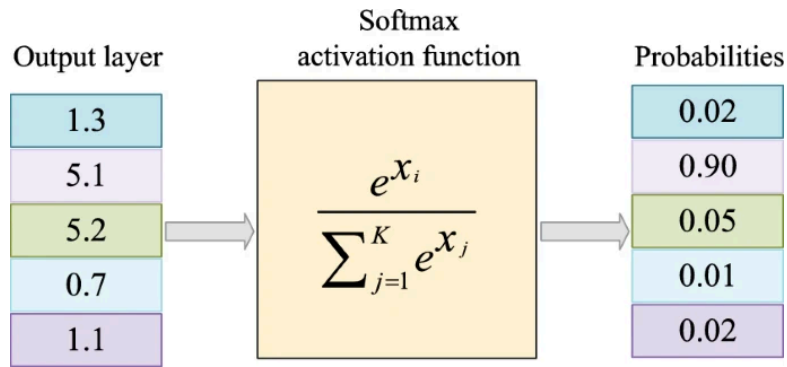 Softmax
activation function
Output layer
Probabilities
1.3
5.1
5.2
0.7
1.1
e^{x_i}
∑_{j=1}^{K} e^{x_j}
0.02
0.90
0.05
0.01
0.02